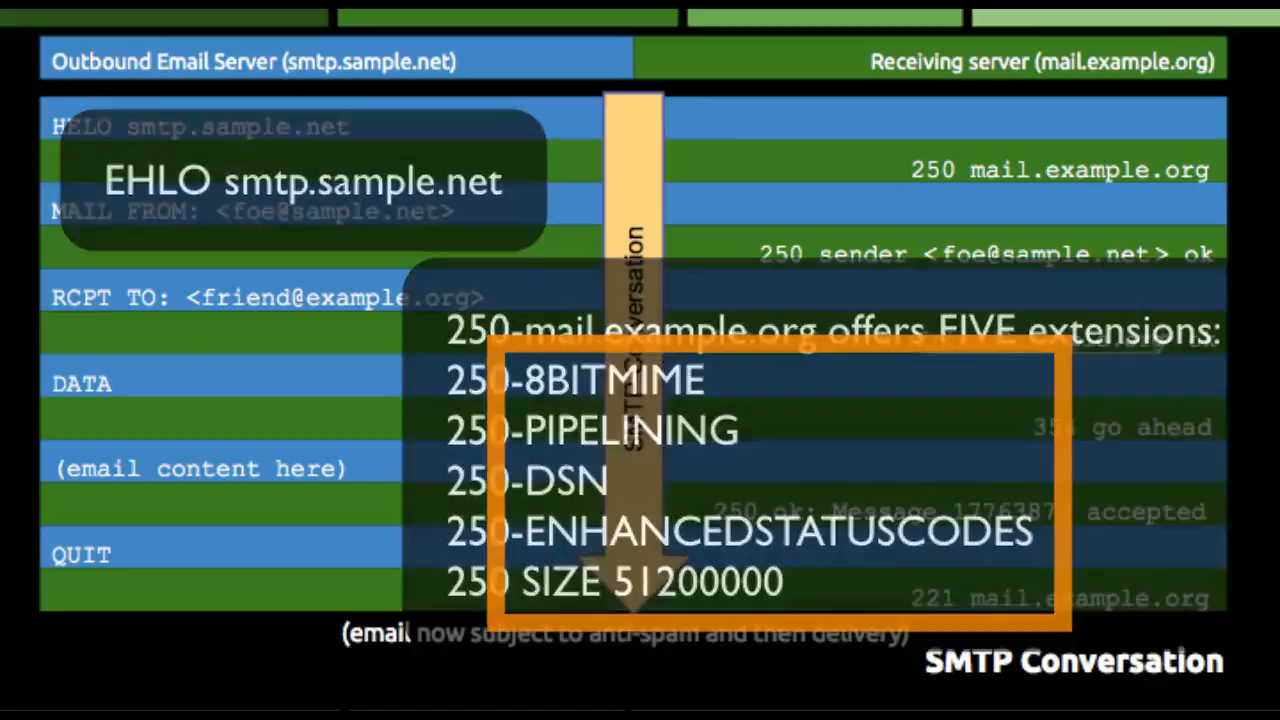 Outbound Email Server (smtp.sample.net)
Receiving server (mail.example.org)
HELO smtp.sample.net
EHLO smtp.sample.net
250 mail.example.org
MAIL FROM: <foe@sample.net>
250 sender <foe@sample.net> ok
RCPT TO: <friend@example.org>
250-mail.example.org offers FIVE extensions:
250-8BITMIME
DATA
250-PIPELINING
354 go ahead
(email content here)
250-DSN
250 ok: Message 1776387 accepted
250-ENHANCEDSTATUSCODES
QUIT
250 SIZE 51200000
221 mail.example.org
SMTP Conversation
(email now subject to anti-spam and then delivery)
SMTP Conversation